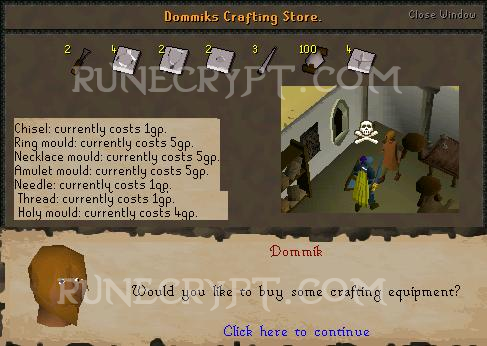 Dommiks Crafting Store.
Close Window
2 4 2 2 3 100 4
RUNECRYPT.COM
Chisel: currently costs 1gp.
Ring mould: currently costs 5gp.
Necklace mould: currently costs 5gp.
Amulet mould: currently costs 5gp.
Needle: currently costs 1gp.
Thread: currently costs 1gp.
Holy mould: currently costs 4gp.
Dommik
RUNECRYPT.COM
Would you like to buy some crafting equipment?
Click here to continue